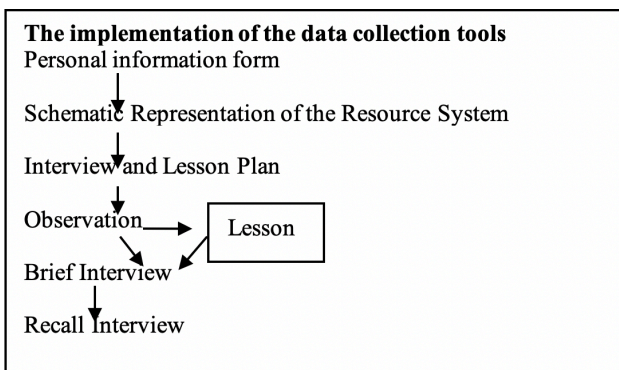 The implementation of the data collection tools
Personal information form
Schematic Representation of the Resource System
Interview and Lesson Plan
Observation
Lesson
Brief Interview
Recall Interview